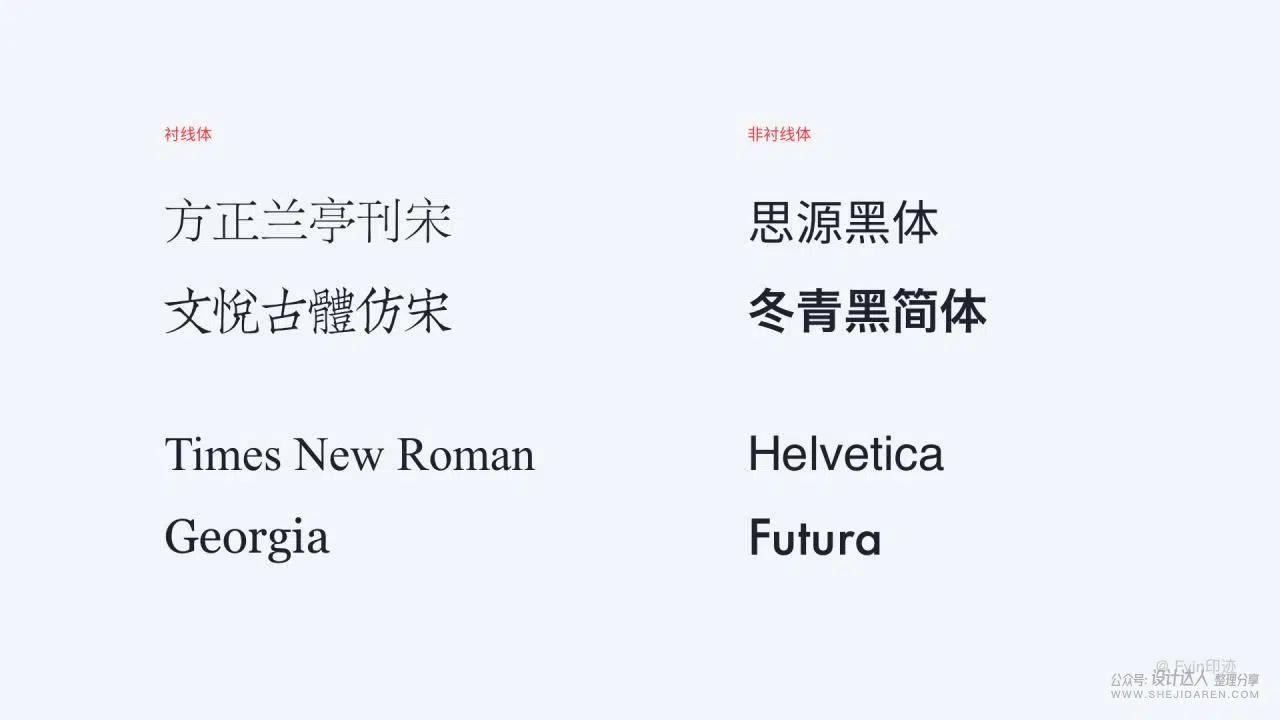 衬线体
方正兰亭刊宋
文悅古體仿宋
Times New Roman
Georgia
非衬线体
思源黑体
冬青黑简体
Helvetica
Futura
@ Evin印迹
公众号: 设计达人 整理分享
WWW.SHEJIDAREN.COM